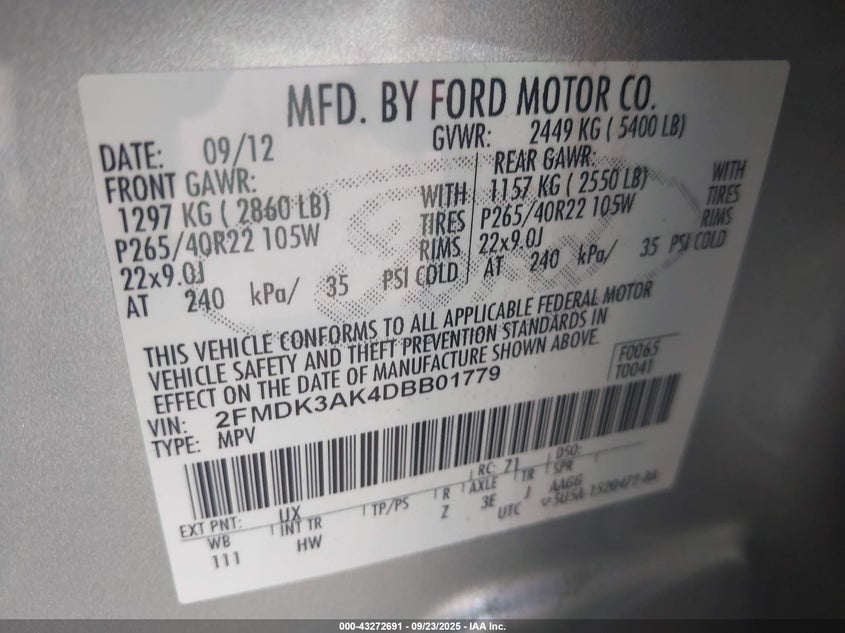 MFD. BY FORD MOTOR CO.
DATE: 09/12 GVWR: 2449 KG ( 5400 LB)
FRONT GAWR: REAR GAWR:
1297 KG ( 2860 LB) WITH 1157 KG ( 2550 LB) WITH
P265/40R22 105W TIRES P265/40R22 105W TIRES
22x9.0J RIMS 22x9.0J RIMS
AT 240 kPa/ 35 PSI COLD AT 240 kPa/ 35 PSI COLD
THIS VEHICLE CONFORMS TO ALL APPLICABLE FEDERAL MOTOR
VEHICLE SAFETY AND THEFT PREVENTION STANDARDS IN
EFFECT ON THE DATE OF MANUFACTURE SHOWN ABOVE.
VIN: 2FMDK3AK4DBB01779 F0065
TYPE: MPV T0041
EXT PNT: UX RC: 71 DSO:
WB INT TR TP/PS R AXLE TR SPR
111 HW Z 3E J AAGG
UTC
000-43272691 - 09/23/2025 - IAA Inc.